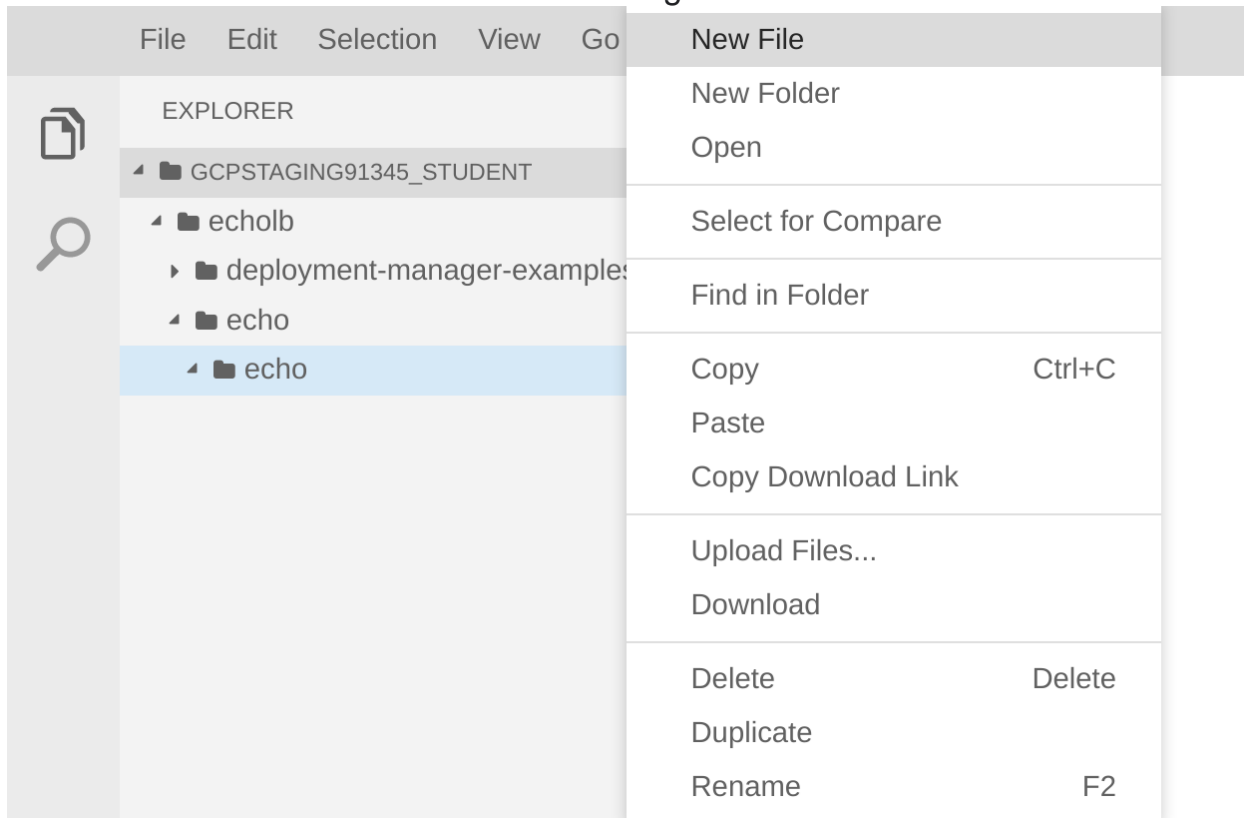 File Edit Selection View Go
EXPLORER
GCPSTAGING91345_STUDENT
echolb
deployment-manager-examples
echo
echo
New File
New Folder
Open
Select for Compare
Find in Folder
Copy Ctrl+C
Paste
Copy Download Link
Upload Files...
Download
Delete Delete
Duplicate
Rename F2